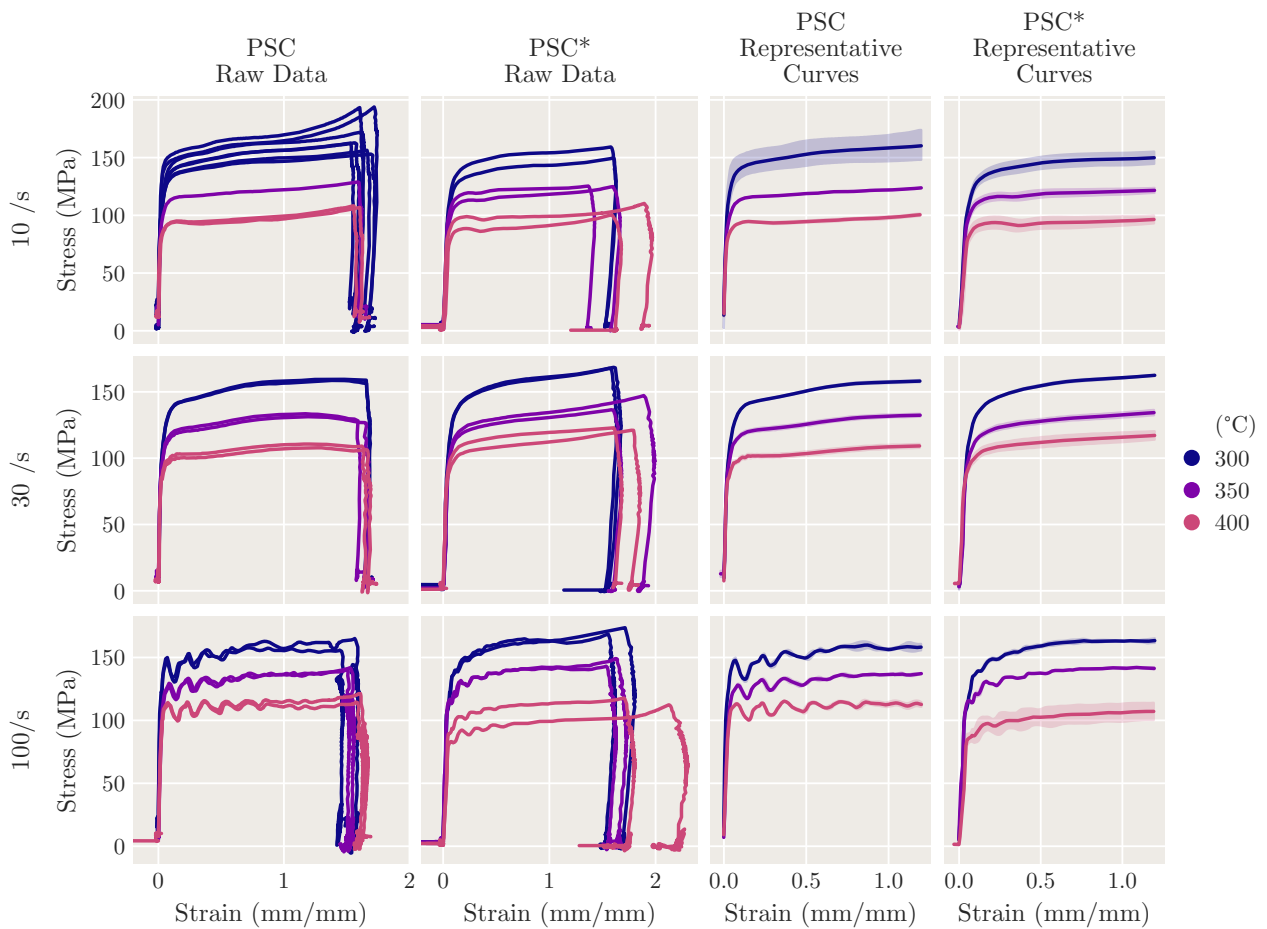 PSC
Raw Data
PSC*
Raw Data
PSC
Representative
Curves
PSC*
Representative
Curves
10 /s
Stress (MPa)
200
150
100
50
0
30 /s
Stress (MPa)
150
100
50
0
100/s
Stress (MPa)
150
100
50
0
(°C)
300
350
400
0 1 2
0 1 2
0.0 0.5 1.0
0.0 0.5 1.0
Strain (mm/mm)
Strain (mm/mm)
Strain (mm/mm)
Strain (mm/mm)